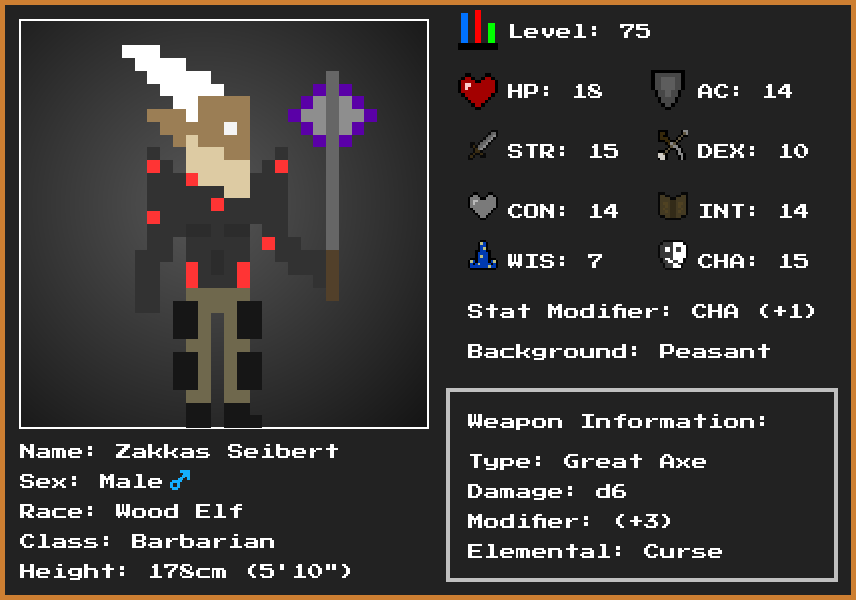 Level: 75
HP: 18 AC: 14
STR: 15 DEX: 10
CON: 14 INT: 14
WIS: 7 CHA: 15
Stat Modifier: CHA (+1)
Background: Peasant
Weapon Information:
Type: Great Axe
Damage: d6
Modifier: (+3)
Elemental: Curse
Name: Zakkas Seibert
Sex: Male♂
Race: Wood Elf
Class: Barbarian
Height: 178cm (5'10")